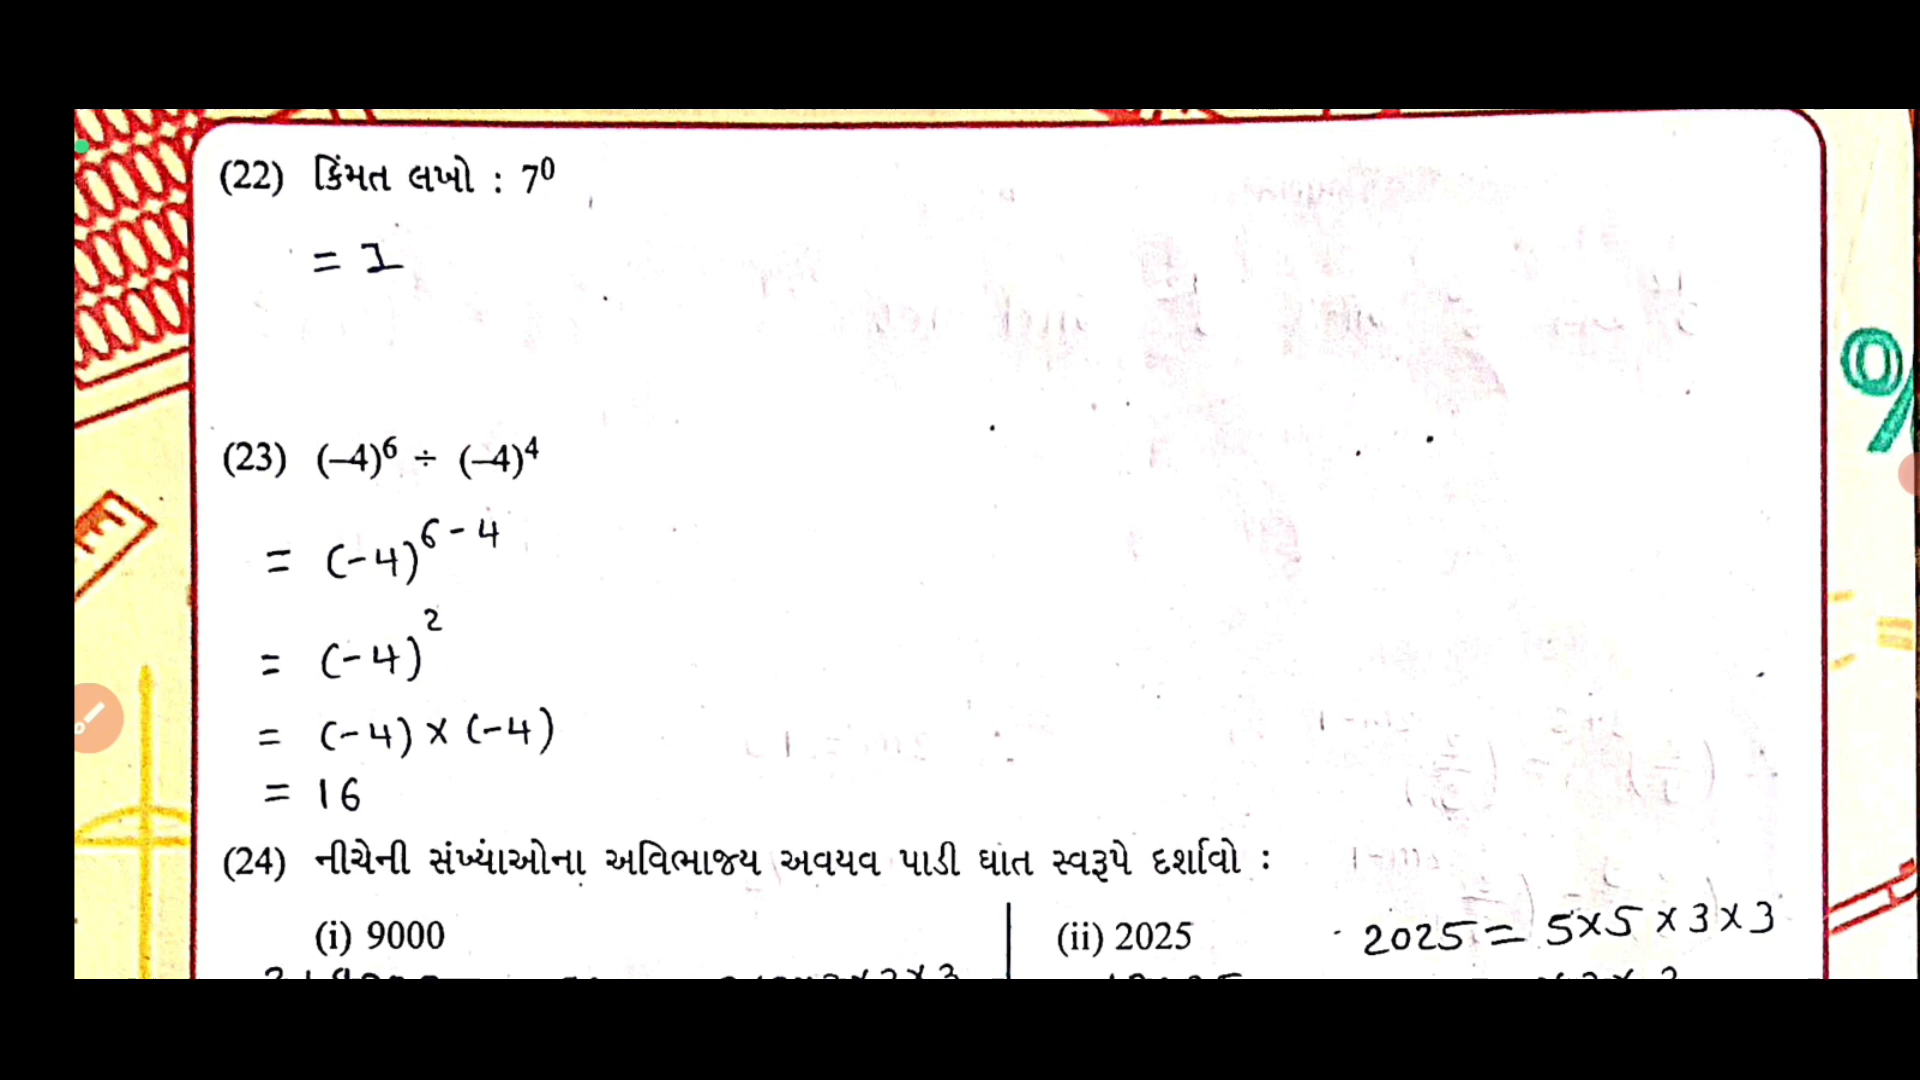 (22) કિંમત લખો : 7⁰
= 1
(23) (–4)⁶ ÷ (–4)⁴
= (-4)⁶⁻⁴
= (-4)²
= (-4) × (-4)
= 16
(24) નીચેની સંખ્યાઓના અવિભાજ્ય અવયવ પાડી ઘાત સ્વરૂપે દર્શાવો :
(i) 9000
(ii) 2025
2025 = 5×5×3×3
%